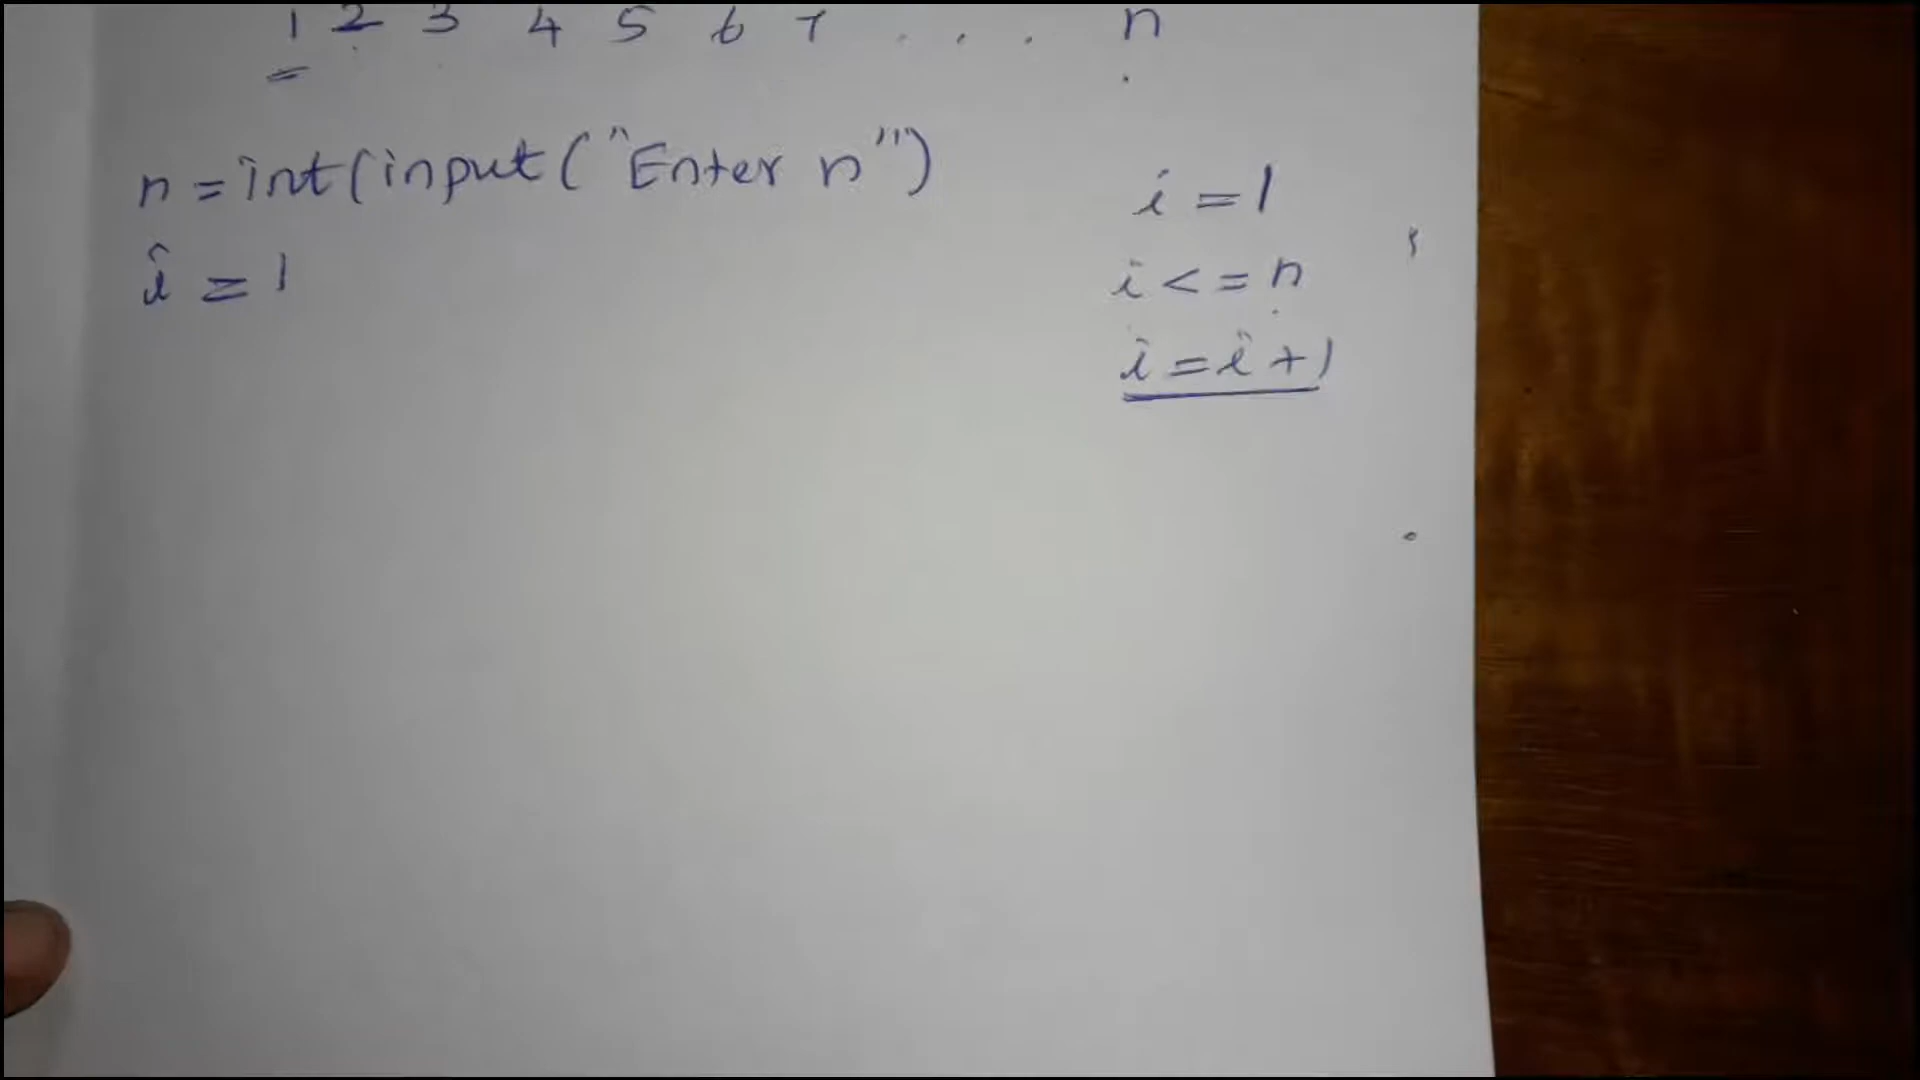 1 2 3 4 5 6 7 . . . n
n = int(input("Enter n")
i = 1
i = 1
i <= n
i = i + 1